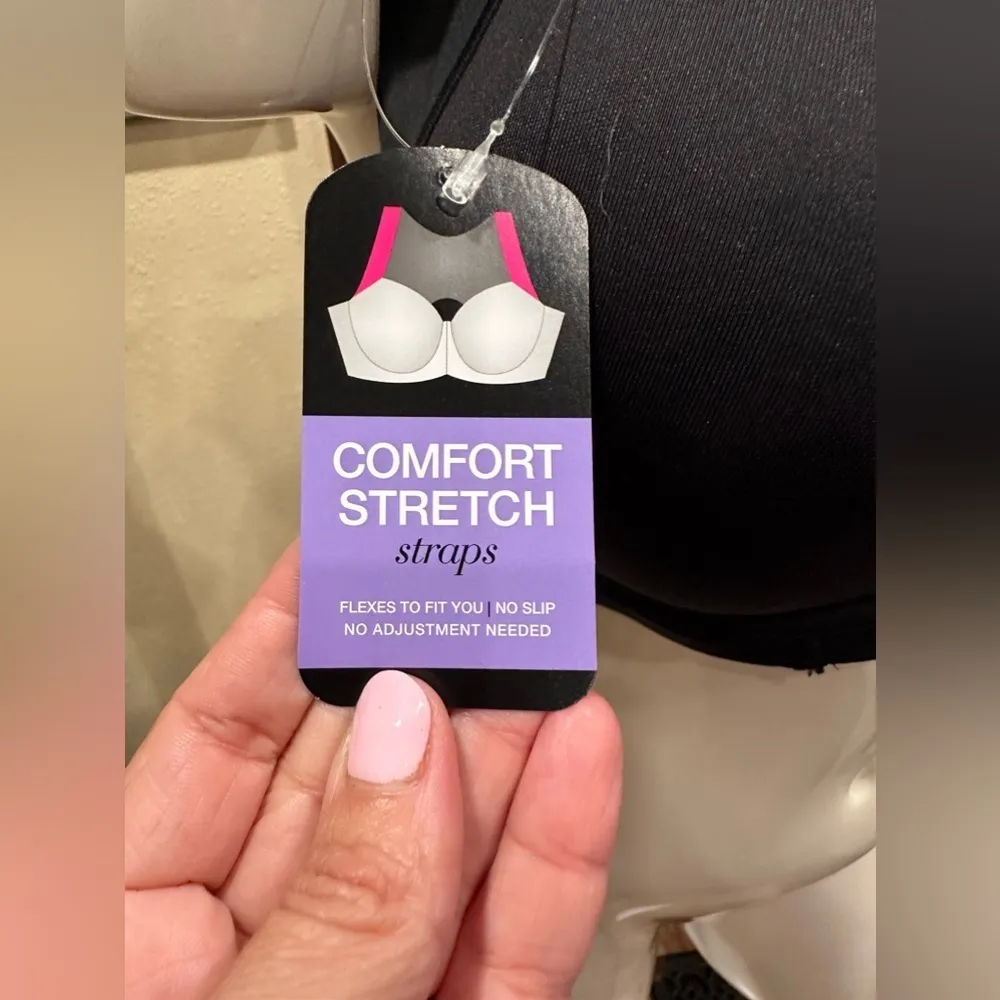 COMFORT
STRETCH
straps
FLEXES TO FIT YOU | NO SLIP
NO ADJUSTMENT NEEDED